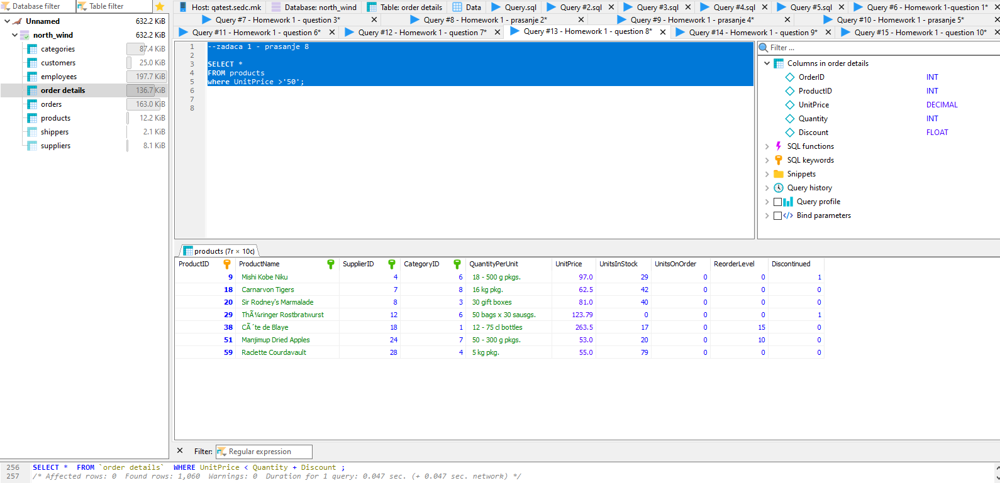 Database filter Table filter
Host: qatest.sedc.mk Database: north_wind Table: order details Data Query.sql Query #2.sql Query #3.sql Query #4.sql Query #5.sql Query #6 - Homework 1-question 1*
Query #7 - Homework 1 - question 3* Query #8 - Homework 1 - prasanje 2* Query #9 - Homework 1 - prasanje 4* Query #10 - Homework 1 - prasanje 5*
Query #11 - Homework 1 - question 6* Query #12 - Homework 1 - question 7* Query #13 - Homework 1 - question 8* Query #14 - Homework 1 - question 9* Query #15 - Homework 1 - question 10*
Unnamed 632.2 KiB
north_wind 632.2 KiB
categories 87.4 KiB
customers 25.0 KiB
employees 197.7 KiB
order details 136.7 KiB
orders 163.0 KiB
products 12.2 KiB
shippers 2.1 KiB
suppliers 8.1 KiB
1 --zadaca 1 - prasanje 8
2
3 SELECT *
4 FROM products
5 where UnitPrice >'50';
6
7
8
Filter ...
Columns in order details
OrderID INT
ProductID INT
UnitPrice DECIMAL
Quantity INT
Discount FLOAT
SQL functions
SQL keywords
Snippets
Query history
Query profile
Bind parameters
products (7r × 10c)
ProductID ProductName SupplierID CategoryID QuantityPerUnit UnitPrice UnitsInStock UnitsOnOrder ReorderLevel Discontinued
9 Mishi Kobe Niku 4 6 18 - 500 g pkgs. 97.0 29 0 0 1
18 Carnarvon Tigers 7 8 16 kg pkg. 62.5 42 0 0 0
20 Sir Rodney's Marmalade 8 3 30 gift boxes 81.0 40 0 0 0
29 ThÃ¼ringer Rostbratwurst 12 6 50 bags x 30 sausgs. 123.79 0 0 0 1
38 CÃ´te de Blaye 18 1 12 - 75 cl bottles 263.5 17 0 15 0
51 Manjimup Dried Apples 24 7 50 - 300 g pkgs. 53.0 20 0 10 0
59 Raclette Courdavault 28 4 5 kg pkg. 55.0 79 0 0 0
Filter: Regular expression
256 SELECT * FROM `order details` WHERE UnitPrice < Quantity + Discount ;
257 /* Affected rows: 0 Found rows: 1,060 Warnings: 0 Duration for 1 query: 0.047 sec. (+ 0.047 sec. network) */